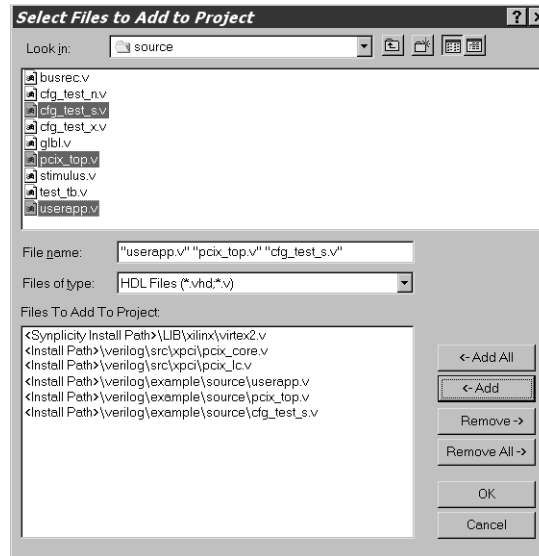 Select Files to Add to Project
Look in: source
busrec.v
cfg_test_n.v
cfg_test_s.v
cfg_test_x.v
glbl.v
pcix_top.v
stimulus.v
test_tb.v
userapp.v
File name: "userapp.v" "pcix_top.v" "cfg_test_s.v"
Files of type: HDL Files (*.vhd;*.v)
Files To Add To Project:
<Synplicity Install Path>\LIB\xilinx\virtex2.v
<Install Path>\verilog\src\xpci\pcix_core.v
<Install Path>\verilog\src\xpci\pcix_lc.v
<Install Path>\verilog\example\source\userapp.v
<Install Path>\verilog\example\source\pcix_top.v
<Install Path>\verilog\example\source\cfg_test_s.v
<- Add All
<- Add
Remove ->
Remove All ->
OK
Cancel